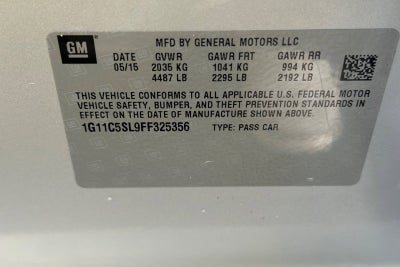 GM
MFD BY GENERAL MOTORS LLC
DATE GVWR GAWR FRT GAWR RR
05/15 2035 KG 1041 KG 994 KG
4487 LB 2295 LB 2192 LB
THIS VEHICLE CONFORMS TO ALL APPLICABLE U.S. FEDERAL MOTOR
VEHICLE SAFETY, BUMPER, AND THEFT PREVENTION STANDARDS IN
EFFECT ON THE DATE OF MANUFACTURE SHOWN ABOVE.
1G11C5SL9FF325356 TYPE: PASS CAR